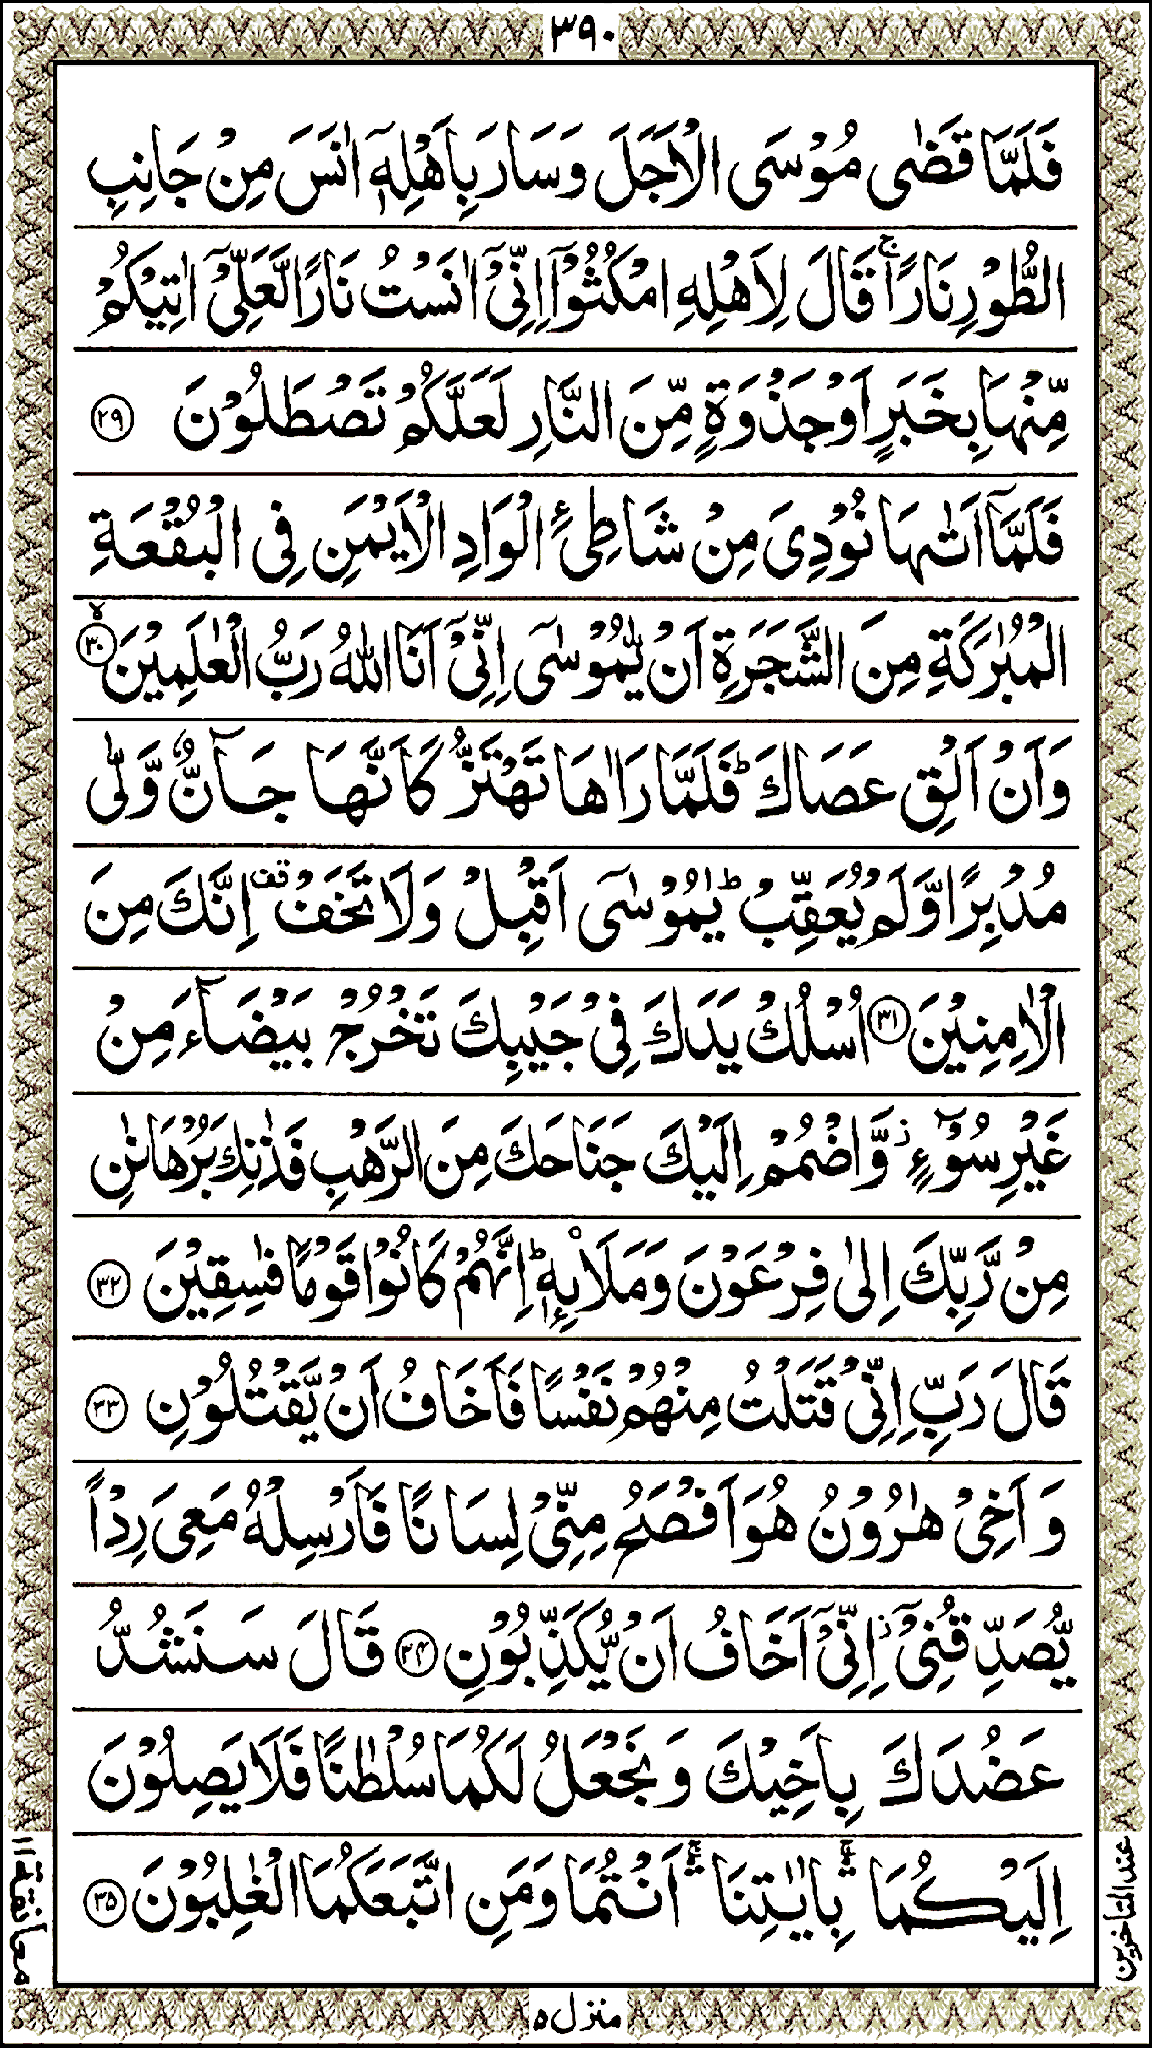 ٣٩٠
فَلَمَّا قَضٰى مُوْسَى الْاَجَلَ وَسَارَ بِاَهْلِهٖۤ اٰنَسَ مِنْ جَانِبِ
الطُّوْرِ نَارًا ۚ قَالَ لِاَهْلِهِ امْكُثُوْۤا اِنِّیْۤ اٰنَسْتُ نَارًا لَّعَلِّیْۤ اٰتِیْكُمْ
مِّنْهَا بِخَبَرٍ اَوْ جَذْوَةٍ مِّنَ النَّارِ لَعَلَّكُمْ تَصْطَلُوْنَ ﴿٢٩﴾
فَلَمَّاۤ اَتٰىهَا نُوْدِیَ مِنْ شَاطِئِ الْوَادِ الْاَیْمَنِ فِی الْبُقْعَةِ
الْمُبٰرَكَةِ مِنَ الشَّجَرَةِ اَنْ یّٰمُوْسٰۤى اِنِّیْۤ اَنَا اللّٰهُ رَبُّ الْعٰلَمِیْنَ ۙ﴿٣٠﴾
وَاَنْ اَلْقِ عَصَاكَ ؕ فَلَمَّا رَاٰهَا تَهْتَزُّ كَاَنَّهَا جَآنٌّ وَّلّٰى
مُدْبِرًا وَّلَمْ یُعَقِّبْ ؕ یٰمُوْسٰۤى اَقْبِلْ وَلَا تَخَفْ ۫ اِنَّكَ مِنَ
الْاٰمِنِیْنَ ﴿٣١﴾ اُسْلُكْ یَدَكَ فِیْ جَیْبِكَ تَخْرُجْ بَیْضَآءَ مِنْ
غَیْرِ سُوْٓءٍ ؗ وَّاضْمُمْ اِلَیْكَ جَنَاحَكَ مِنَ الرَّهْبِ فَذٰنِكَ بُرْهَانٰنِ
مِنْ رَّبِّكَ اِلٰى فِرْعَوْنَ وَمَلَا۟ىِٕهٖ ؕ اِنَّهُمْ كَانُوْا قَوْمًا فٰسِقِیْنَ ﴿٣٢﴾
قَالَ رَبِّ اِنِّیْ قَتَلْتُ مِنْهُمْ نَفْسًا فَاَخَافُ اَنْ یَّقْتُلُوْنِ ﴿٣٣﴾
وَاَخِیْ هٰرُوْنُ هُوَ اَفْصَحُ مِنِّیْ لِسَانًا فَاَرْسِلْهُ مَعِیَ رِدْاً
یُّصَدِّقُنِیْۤ ؗ اِنِّیْۤ اَخَافُ اَنْ یُّكَذِّبُوْنِ ﴿٣٤﴾ قَالَ سَنَشُدُّ
عَضُدَكَ بِاَخِیْكَ وَنَجْعَلُ لَكُمَا سُلْطٰنًا فَلَا یَصِلُوْنَ
اِلَیْكُمَا ۛۚ بِاٰیٰتِنَا ۛۚ اَنْتُمَا وَمَنِ اتَّبَعَكُمَا الْغٰلِبُوْنَ ﴿٣٥﴾
عند المتاخرین
معانقة ١١
منزل ٥